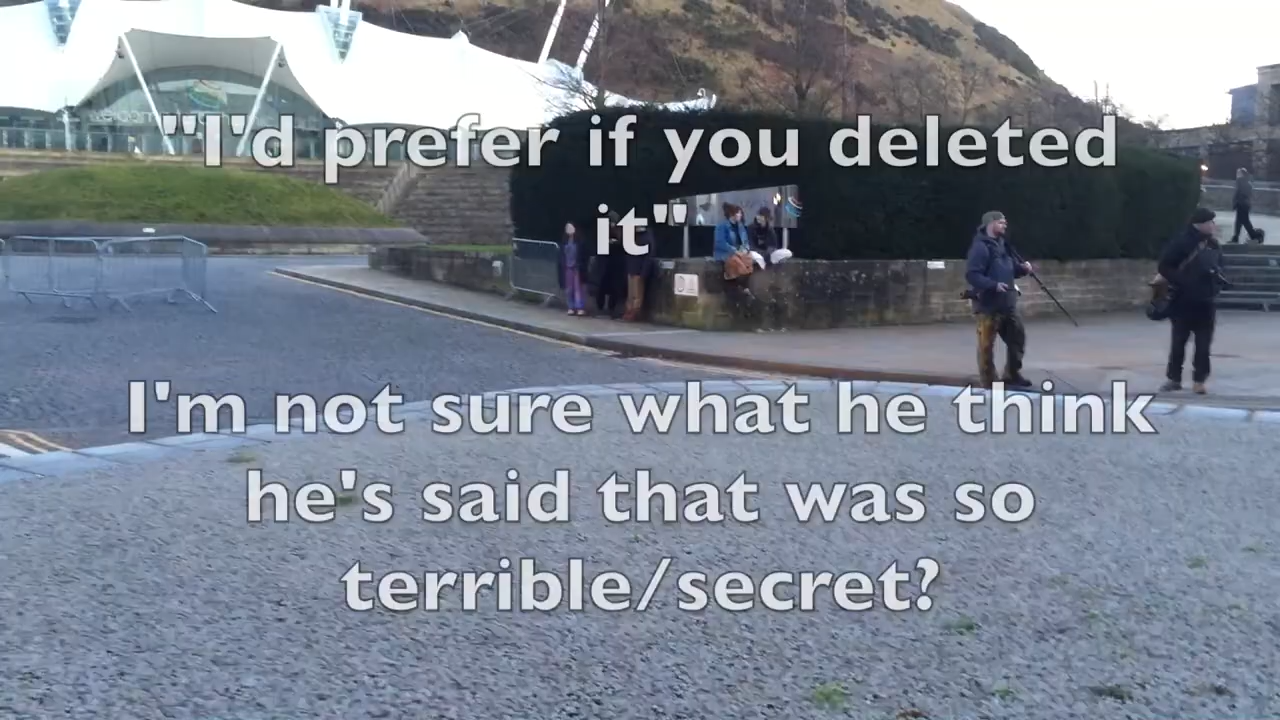 "I'd prefer if you deleted
it"
I'm not sure what he think
he's said that was so
terrible/secret?